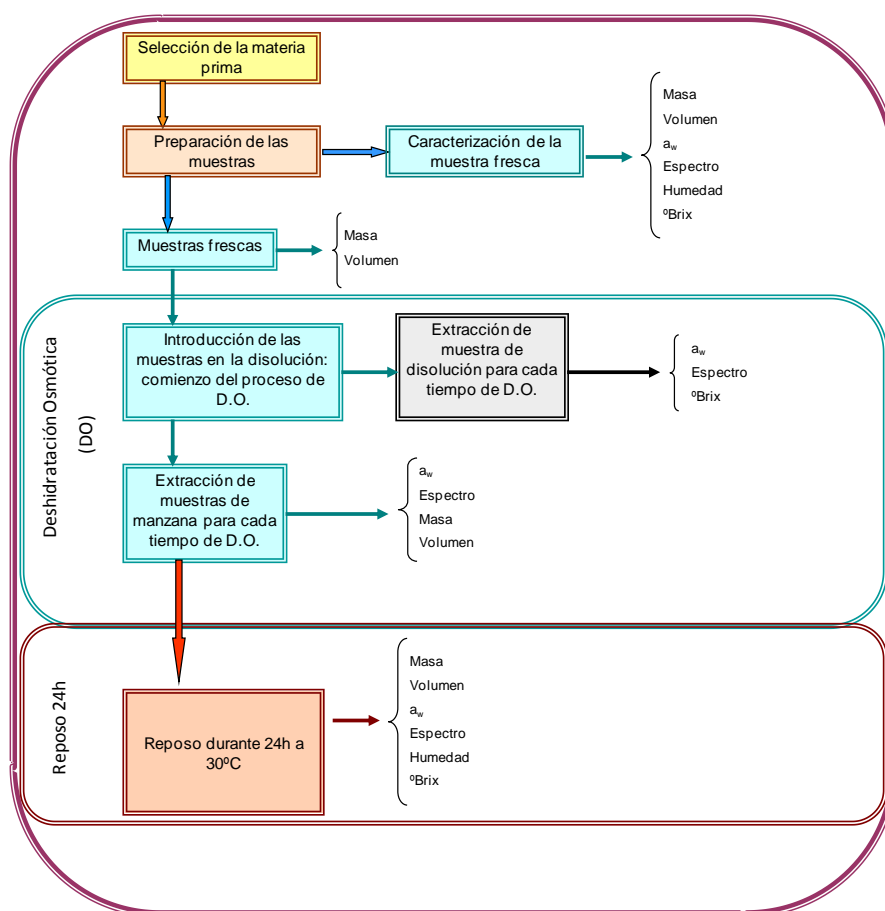 Selección de la materia
prima
Preparación de las
muestras
Caracterización de la
muestra fresca
Masa
Volumen
aw
Espectro
Humedad
ºBrix
Muestras frescas
Masa
Volumen
Deshidratación Osmótica
(DO)
Introducción de las
muestras en la disolución:
comienzo del proceso de
D.O.
Extracción de
muestra de
disolución para cada
tiempo de D.O.
aw
Espectro
ºBrix
Extracción de
muestras de
manzana para cada
tiempo de D.O.
aw
Espectro
Masa
Volumen
Reposo 24h
Reposo durante 24h a
30ºC
Masa
Volumen
aw
Espectro
Humedad
ºBrix